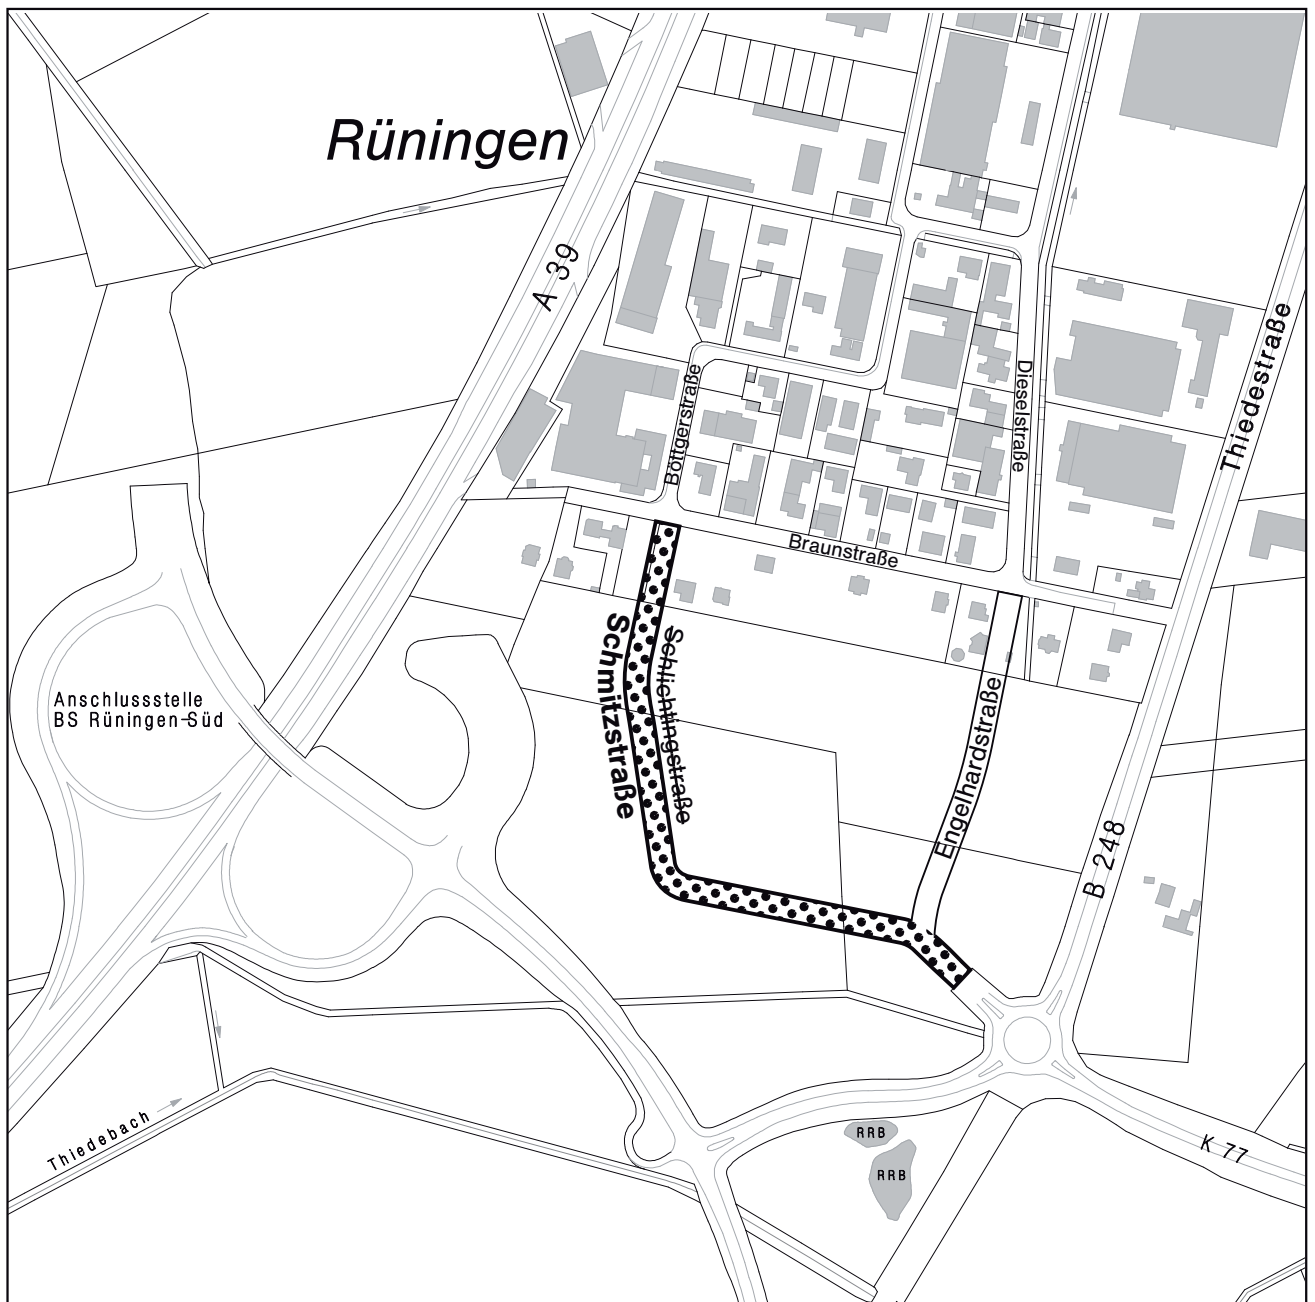 Rüningen
A 39
Thiedestraße
Böttgerstraße
Dieselstraße
Braunstraße
Schmitzstraße
Schlichtingstraße
Engelhardstraße
Anschlussstelle
BS Rüningen-Süd
B 248
Thiedebach
RRB
RRB
K 77